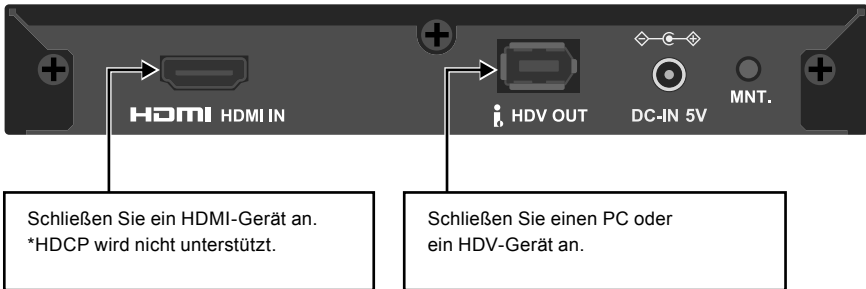 HDMI HDMI IN
i HDV OUT
DC-IN 5V
MNT.
Schließen Sie ein HDMI-Gerät an.
*HDCP wird nicht unterstützt.
Schließen Sie einen PC oder
ein HDV-Gerät an.